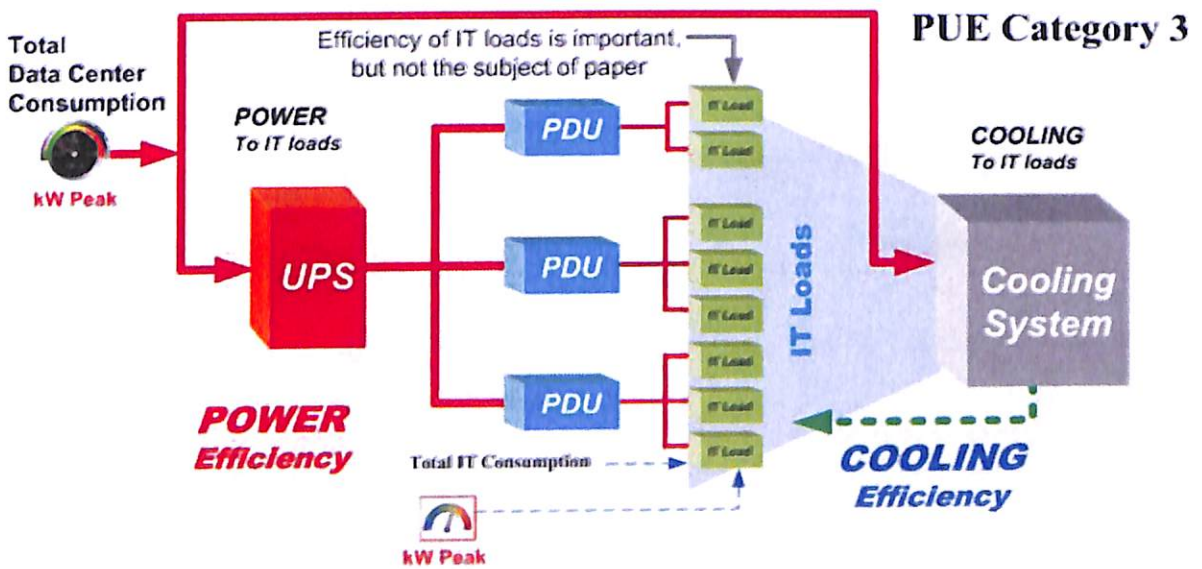 PUE Category 3
Total
Data Center
Consumption
kW Peak
Efficiency of IT loads is important,
but not the subject of paper
POWER
To IT loads
UPS
PDU
PDU
PDU
IT Load
IT Load
IT Load
IT Load
IT Load
IT Load
IT Load
IT Load
IT Loads
COOLING
To IT loads
Cooling
System
POWER
Efficiency
Total IT Consumption
kW Peak
COOLING
Efficiency